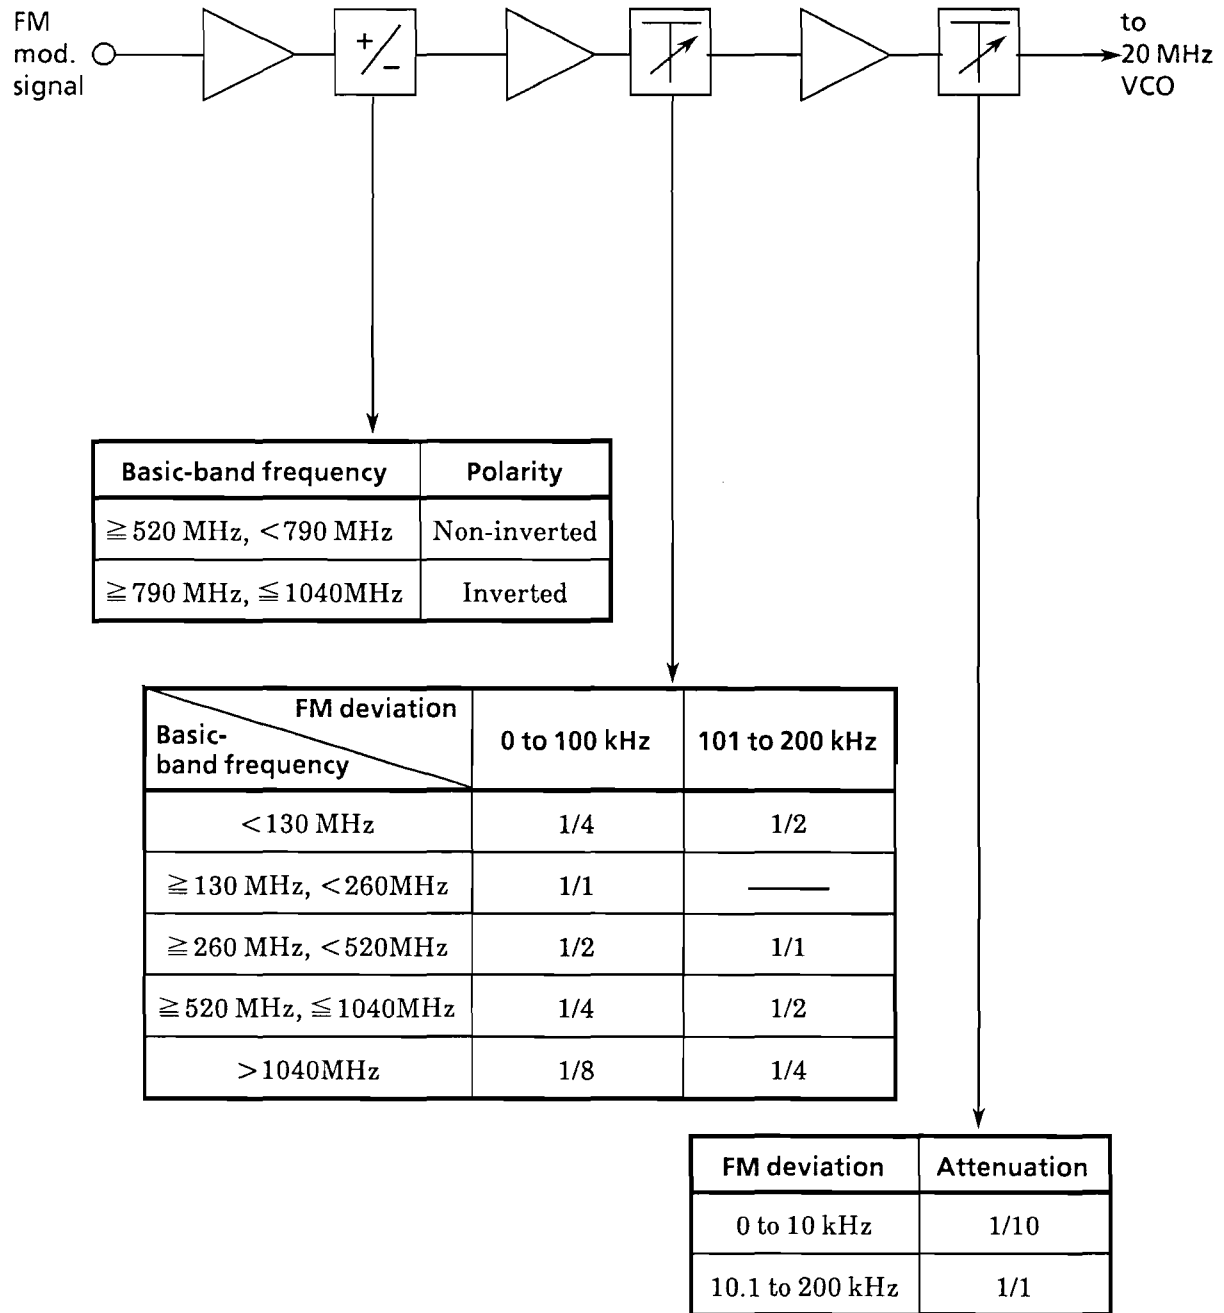 FM
mod.
signal
+/-
to
20 MHz
VCO
Basic-band frequency Polarity
≧520 MHz, <790 MHz Non-inverted
≧790 MHz, ≦1040MHz Inverted
FM deviation
Basic-
band frequency
0 to 100 kHz 101 to 200 kHz
<130 MHz 1/4 1/2
≧130 MHz, <260MHz 1/1 ——
≧260 MHz, <520MHz 1/2 1/1
≧520 MHz, ≦1040MHz 1/4 1/2
>1040MHz 1/8 1/4
FM deviation Attenuation
0 to 10 kHz 1/10
10.1 to 200 kHz 1/1